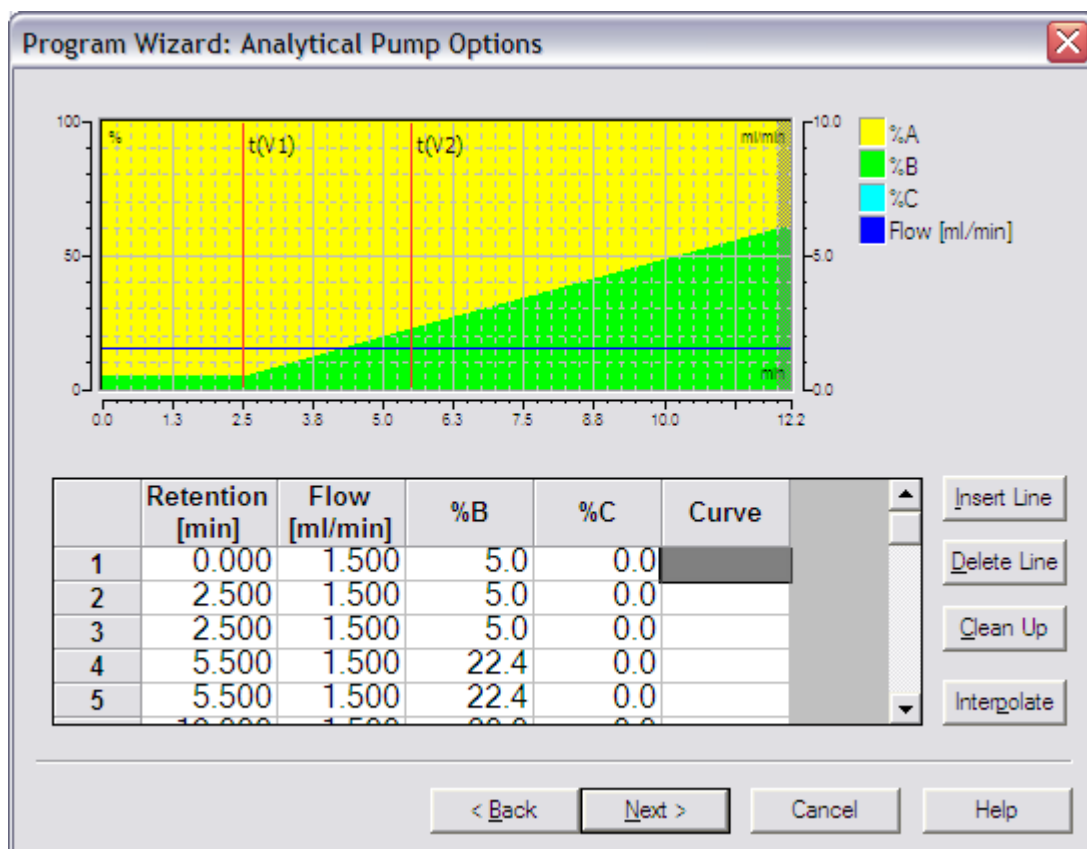 Program Wizard: Analytical Pump Options
100 % t(V1) t(V2) ml/min 10.0
%A
%B
%C
Flow [ml/min]
50 5.0
0 min 0.0
0.0 1.3 2.5 3.8 5.0 6.3 7.5 8.8 10.0 12.2
Retention [min] Flow [ml/min] %B %C Curve
1 0.000 1.500 5.0 0.0
2 2.500 1.500 5.0 0.0
3 2.500 1.500 5.0 0.0
4 5.500 1.500 22.4 0.0
5 5.500 1.500 22.4 0.0
Insert Line
Delete Line
Clean Up
Interpolate
< Back Next > Cancel Help